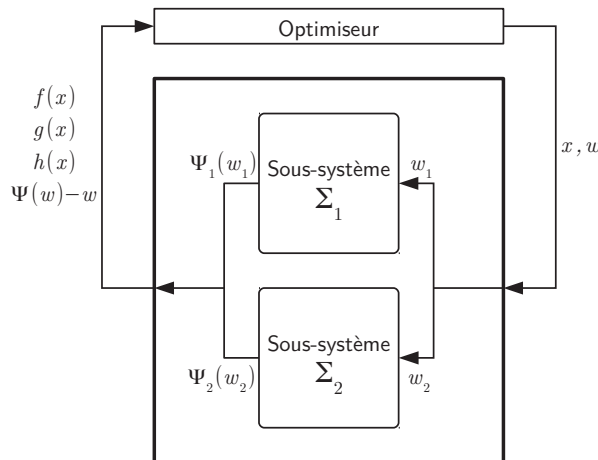 Optimiseur
f(x)
g(x)
h(x)
Ψ(w)−w
x, w
Ψ₁(w₁)
Sous-système
Σ₁
w₁
Ψ₂(w₂)
Sous-système
Σ₂
w₂